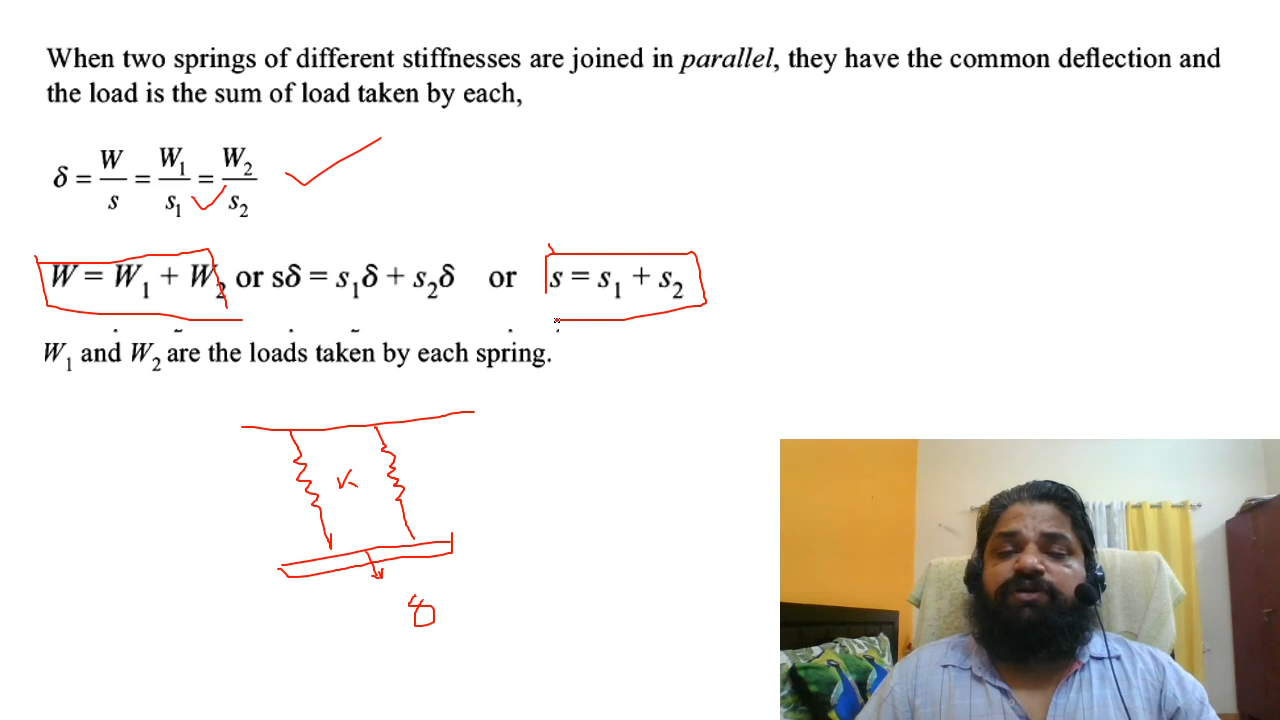 When two springs of different stiffnesses are joined in parallel, they have the common deflection and
the load is the sum of load taken by each,
δ = W/s = W₁/s₁ = W₂/s₂
W = W₁ + W₂ or sδ = s₁δ + s₂δ or s = s₁ + s₂
W₁ and W₂ are the loads taken by each spring.
K
δ